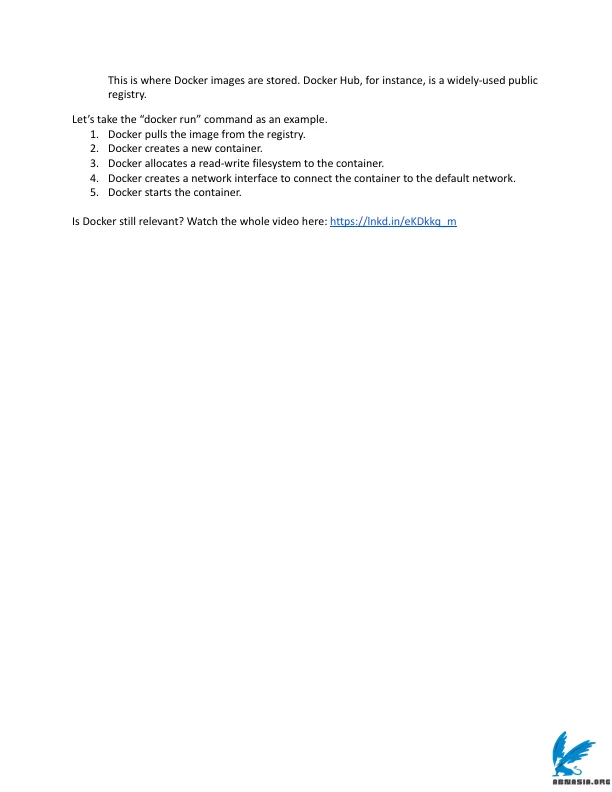 This is where Docker images are stored. Docker Hub, for instance, is a widely-used public
registry.
Let’s take the “docker run” command as an example.
1. Docker pulls the image from the registry.
2. Docker creates a new container.
3. Docker allocates a read-write filesystem to the container.
4. Docker creates a network interface to connect the container to the default network.
5. Docker starts the container.
Is Docker still relevant? Watch the whole video here: https://lnkd.in/eKDkkq_m
ABNASIA.ORG